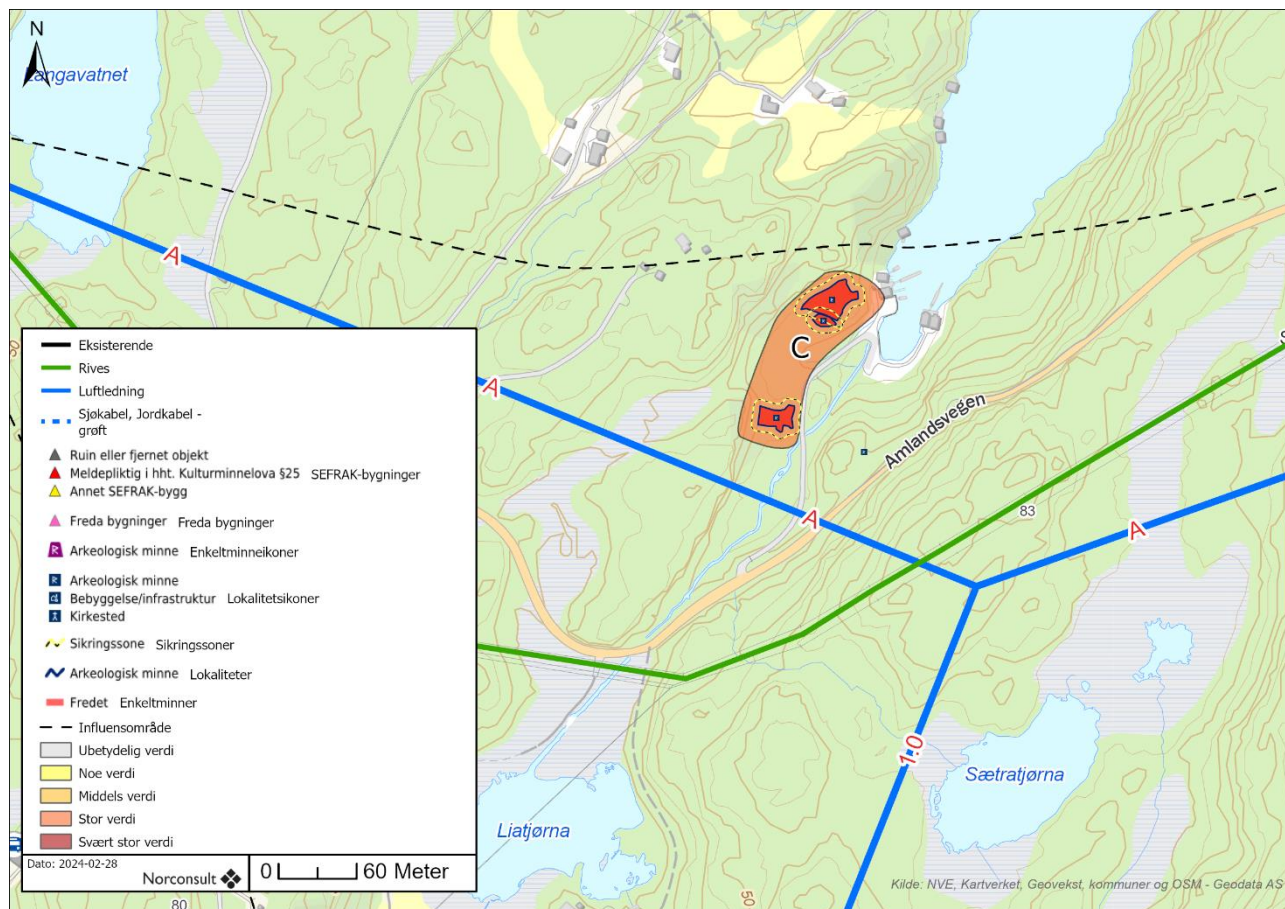 N
Langavatnet
A
A
C
Amlandsvegen
A
A
83
S
1.0
Sætratjørna
Liatjørna
50
50
80
Eksisterende
Rives
Luftledning
Sjøkabel, Jordkabel -
grøft
Ruin eller fjernet objekt
Meldepliktig i hht. Kulturminnelova §25 SEFRAK-bygninger
Annet SEFRAK-bygg
Freda bygninger Freda bygninger
R Arkeologisk minne Enkeltminneikoner
R Arkeologisk minne
Bebyggelse/infrastruktur Lokalitetsikoner
Kirkested
Sikringssone Sikringssoner
Arkeologisk minne Lokaliteter
Fredet Enkeltminner
Influensområde
Ubetydelig verdi
Noe verdi
Middels verdi
Stor verdi
Svært stor verdi
Dato: 2024-02-28
Norconsult
0 60 Meter
Kilde: NVE, Kartverket, Geovekst, kommuner og OSM - Geodata AS